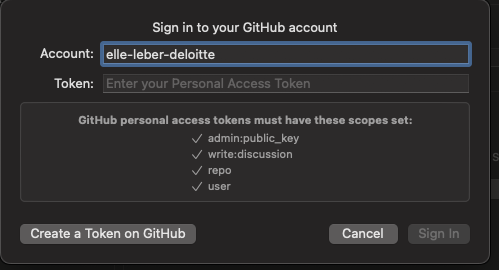 Sign in to your GitHub account
Account: elle-leber-deloitte
Token: Enter your Personal Access Token
GitHub personal access tokens must have these scopes set:
✓ admin:public_key
✓ write:discussion
✓ repo
✓ user
Create a Token on GitHub Cancel Sign In